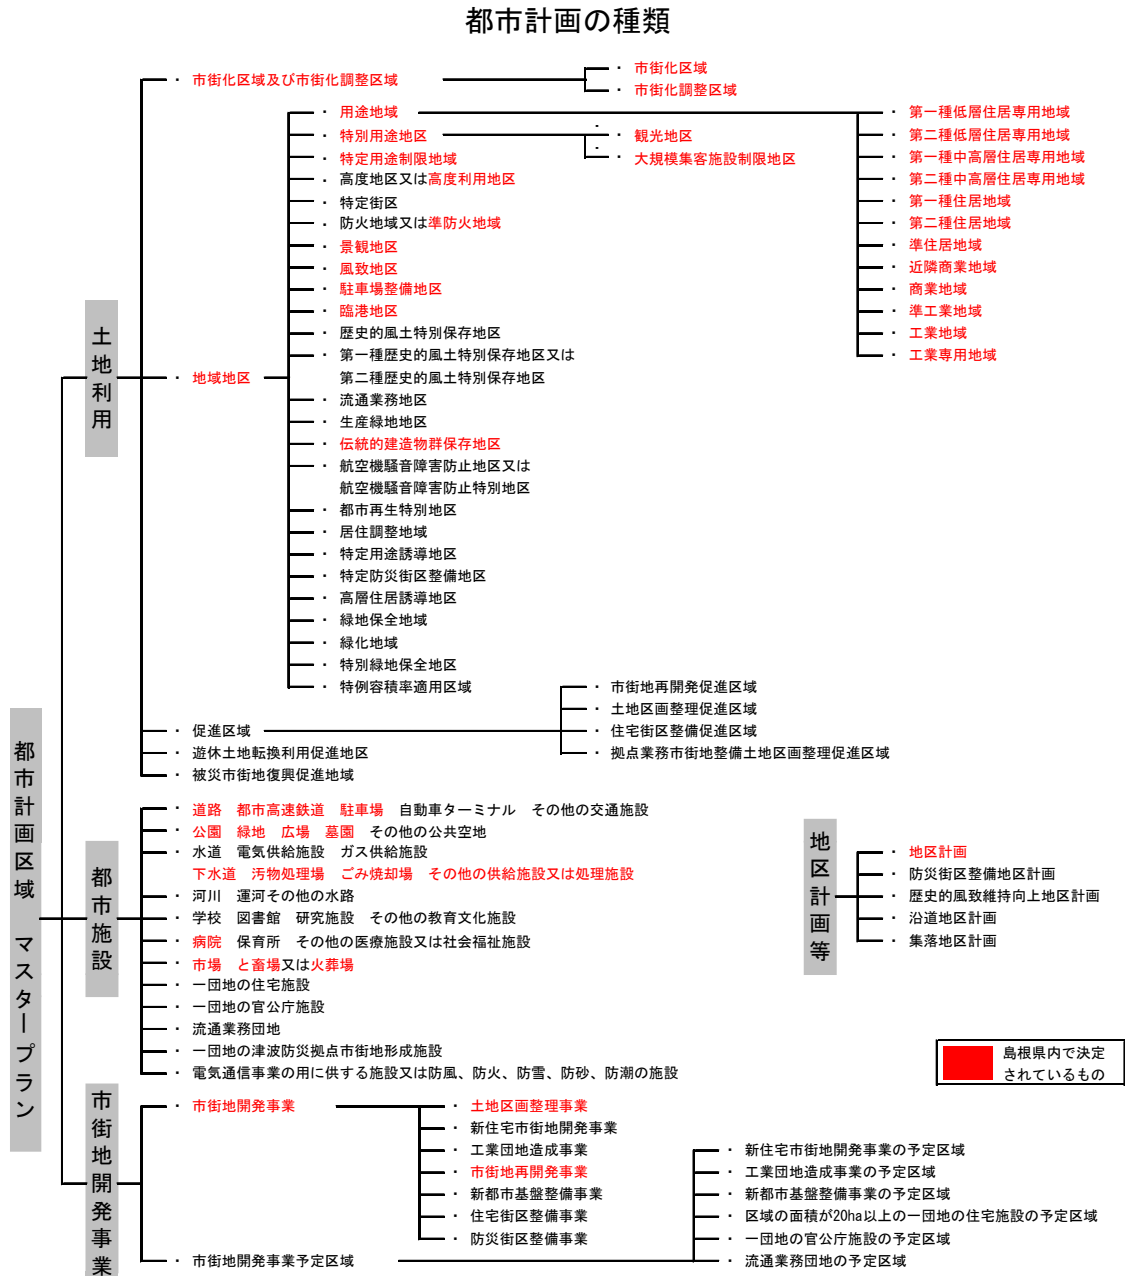 都市計画の種類
都市計画区域 マスタープラン
土地利用
・ 市街化区域及び市街化調整区域
・ 市街化区域
・ 市街化調整区域
・ 地域地区
・ 用途地域
・ 第一種低層住居専用地域
・ 第二種低層住居専用地域
・ 第一種中高層住居専用地域
・ 第二種中高層住居専用地域
・ 第一種住居地域
・ 第二種住居地域
・ 準住居地域
・ 近隣商業地域
・ 商業地域
・ 準工業地域
・ 工業地域
・ 工業専用地域
・ 特別用途地区
・ 観光地区
・ 大規模集客施設制限地区
・ 特定用途制限地域
・ 高度地区又は高度利用地区
・ 特定街区
・ 防火地域又は準防火地域
・ 景観地区
・ 風致地区
・ 駐車場整備地区
・ 臨港地区
・ 歴史的風土特別保存地区
・ 第一種歴史的風土特別保存地区又は
第二種歴史的風土特別保存地区
・ 流通業務地区
・ 生産緑地地区
・ 伝統的建造物群保存地区
・ 航空機騒音障害防止地区又は
航空機騒音障害防止特別地区
・ 都市再生特別地区
・ 居住調整地域
・ 特定用途誘導地区
・ 特定防災街区整備地区
・ 高層住居誘導地区
・ 緑地保全地域
・ 緑化地域
・ 特別緑地保全地区
・ 特例容積率適用区域
・ 促進区域
・ 市街地再開発促進区域
・ 土地区画整理促進区域
・ 住宅街区整備促進区域
・ 拠点業務市街地整備土地区画整理促進区域
・ 遊休土地転換利用促進地区
・ 被災市街地復興促進地域
都市施設
・ 道路 都市高速鉄道 駐車場 自動車ターミナル その他の交通施設
・ 公園 緑地 広場 墓園 その他の公共空地
・ 水道 電気供給施設 ガス供給施設
下水道 汚物処理場 ごみ焼却場 その他の供給施設又は処理施設
・ 河川 運河その他の水路
・ 学校 図書館 研究施設 その他の教育文化施設
・ 病院 保育所 その他の医療施設又は社会福祉施設
・ 市場 と畜場又は火葬場
・ 一団地の住宅施設
・ 一団地の官公庁施設
・ 流通業務団地
・ 一団地の津波防災拠点市街地形成施設
・ 電気通信事業の用に供する施設又は防風、防火、防雪、防砂、防潮の施設
地区計画等
・ 地区計画
・ 防災街区整備地区計画
・ 歴史的風致維持向上地区計画
・ 沿道地区計画
・ 集落地区計画
島根県内で決定
されているもの
市街地開発事業
・ 市街地開発事業
・ 土地区画整理事業
・ 新住宅市街地開発事業
・ 工業団地造成事業
・ 市街地再開発事業
・ 新都市基盤整備事業
・ 住宅街区整備事業
・ 防災街区整備事業
・ 市街地開発事業予定区域
・ 新住宅市街地開発事業の予定区域
・ 工業団地造成事業の予定区域
・ 新都市基盤整備事業の予定区域
・ 区域の面積が20ha以上の一団地の住宅施設の予定区域
・ 一団地の官公庁施設の予定区域
・ 流通業務団地の予定区域